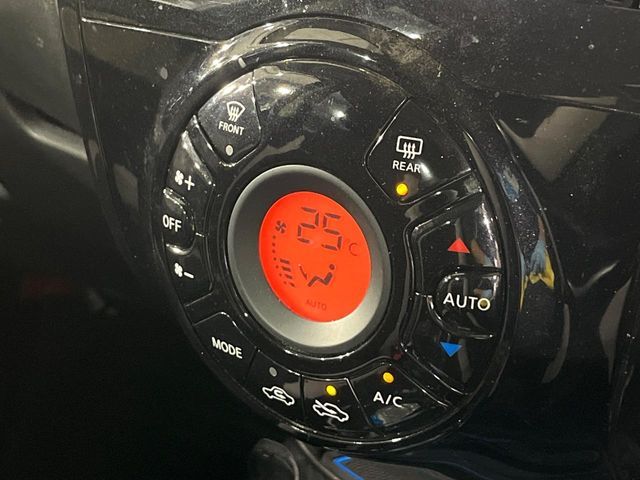 FRONT
REAR
+
OFF
-
25°C
AUTO
AUTO
MODE
A/C